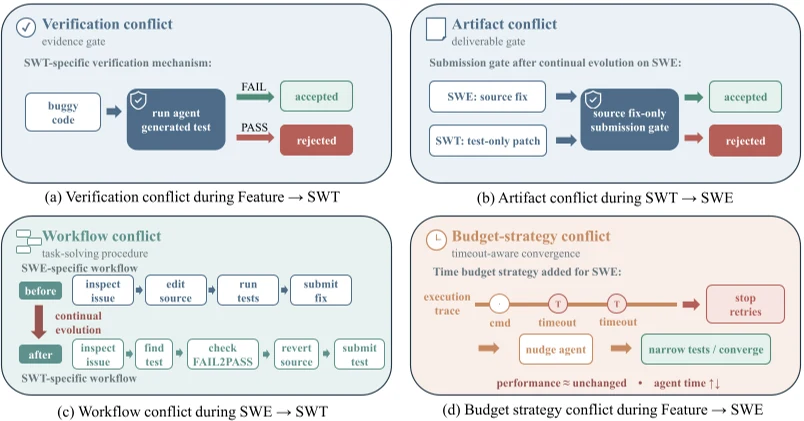 Verification conflict
evidence gate
SWT-specific verification mechanism:
buggy
code
run agent
generated test
FAIL
PASS
accepted
rejected
(a) Verification conflict during Feature → SWT
Artifact conflict
deliverable gate
Submission gate after continual evolution on SWE:
SWE: source fix
SWT: test-only patch
source fix-only
submission gate
accepted
rejected
(b) Artifact conflict during SWT → SWE
Workflow conflict
task-solving procedure
SWE-specific workflow
before
inspect
issue
edit
source
run
tests
submit
fix
continual
evolution
after
inspect
issue
find
test
check
FAIL2PASS
revert
source
submit
test
SWT-specific workflow
(c) Workflow conflict during SWE → SWT
Budget-strategy conflict
timeout-aware convergence
Time budget strategy added for SWE:
execution
trace
cmd
T
timeout
T
timeout
stop
retries
nudge agent
narrow tests / converge
performance ≈ unchanged • agent time ↑↓
(d) Budget strategy conflict during Feature → SWE